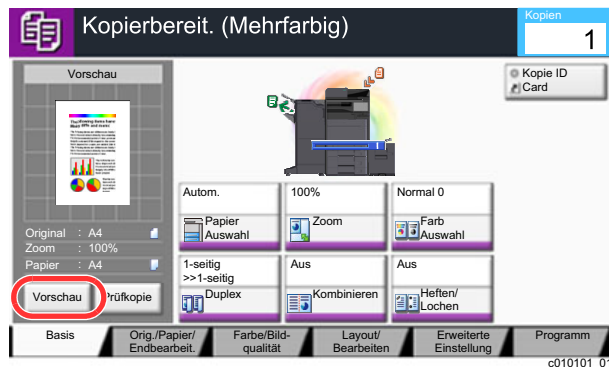 Kopierbereit. (Mehrfarbig)
Kopien
1
Vorschau
Kopie ID
Card
Original : A4
Zoom : 100%
Papier : A4
Vorschau
Prüfkopie
Autom.
Papier
Auswahl
100%
Zoom
Normal 0
Farb
Auswahl
1-seitig
>>1-seitig
Duplex
Aus
Kombinieren
Aus
Heften/
Lochen
Basis
Orig./Papier/
Endbearbeit.
Farbe/Bild-
qualität
Layout/
Bearbeiten
Erweiterte
Einstellung
Programm
c010101_01